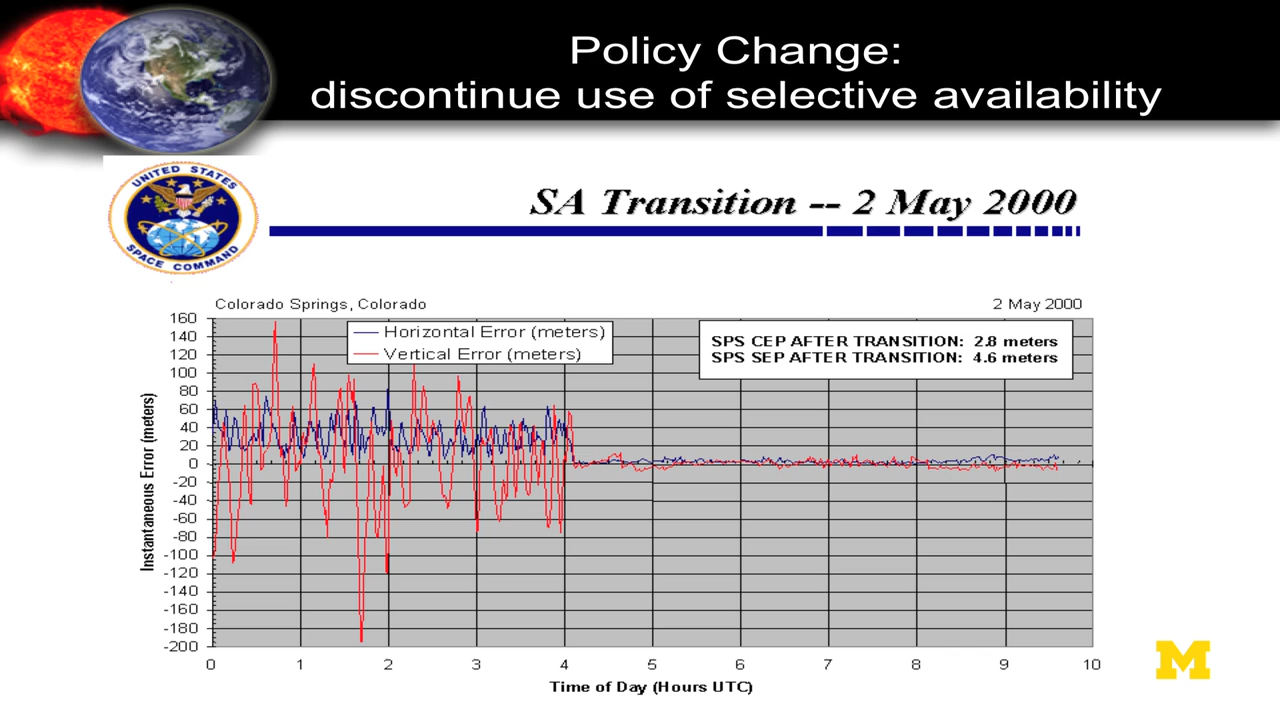 Policy Change:
discontinue use of selective availability
UNITED STATES
SPACE COMMAND
SA Transition -- 2 May 2000
Colorado Springs, Colorado
2 May 2000
Horizontal Error (meters)
Vertical Error (meters)
SPS CEP AFTER TRANSITION: 2.8 meters
SPS SEP AFTER TRANSITION: 4.6 meters
Instantaneous Error (meters)
160
140
120
100
80
60
40
20
0
-20
-40
-60
-80
-100
-120
-140
-160
-180
-200
0 1 2 3 4 5 6 7 8 9 10
Time of Day (Hours UTC)
M